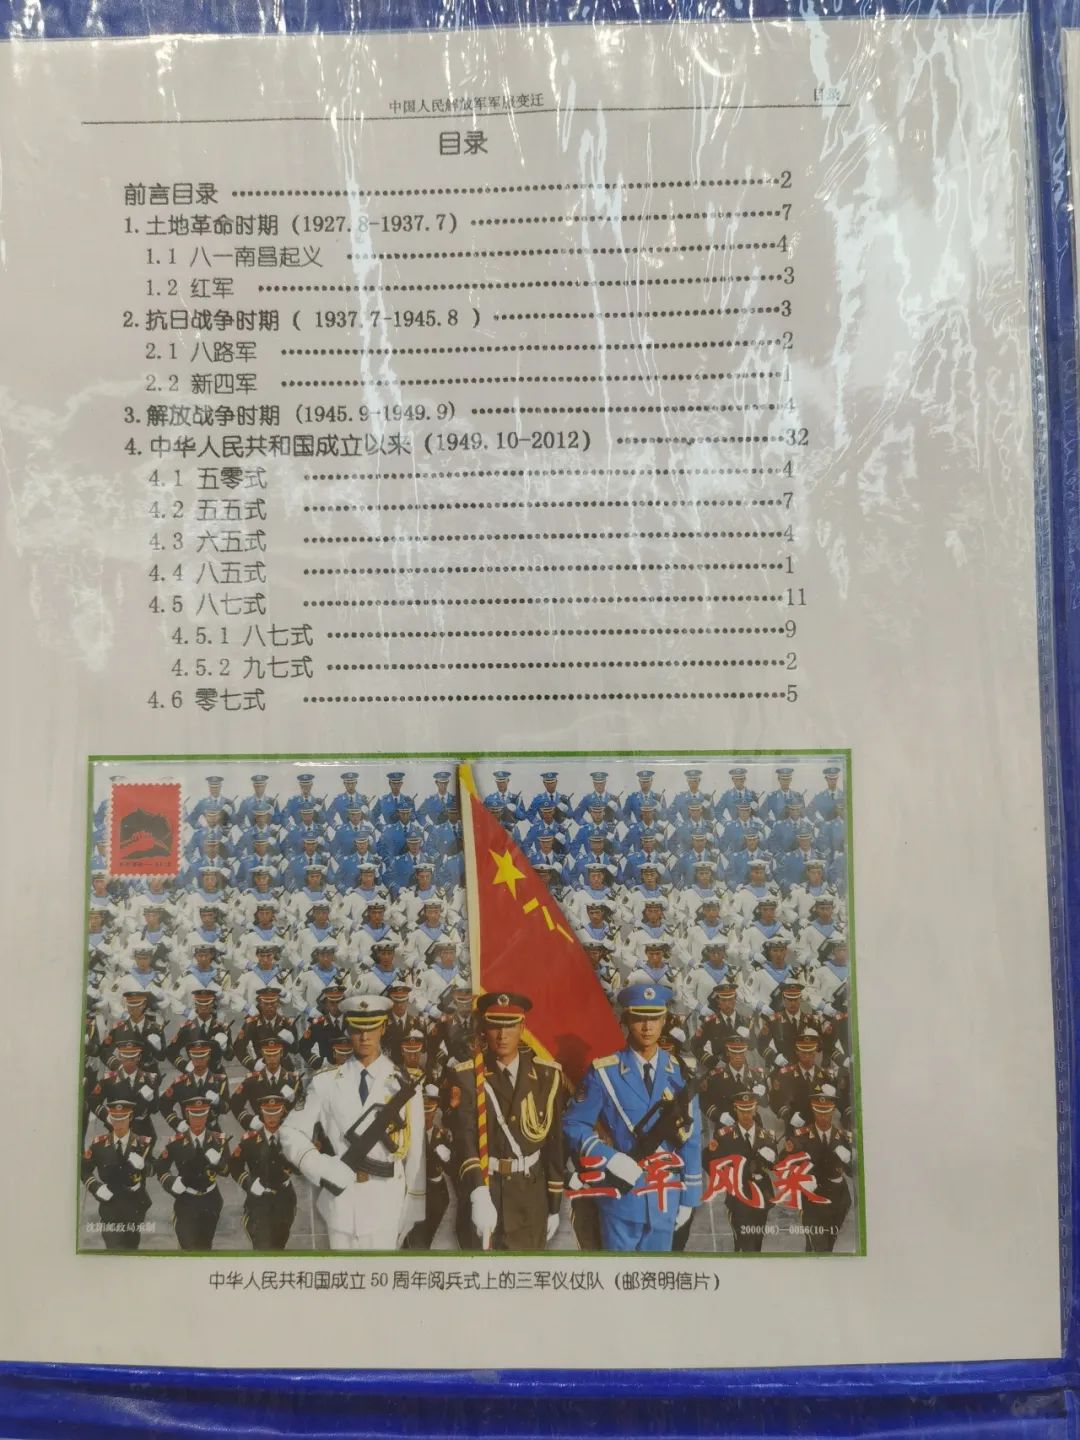 中国人民解放军军服变迁 目录
目录
前言目录 ……………………2
1.土地革命时期 (1927.8-1937.7) ……………………7
1.1 八一南昌起义 ……………………4
1.2 红军 ……………………3
2.抗日战争时期 ( 1937.7-1945.8 ) ……………………3
2.1 八路军 ……………………2
2.2 新四军 ……………………1
3.解放战争时期 (1945.9-1949.9) ……………………4
4.中华人民共和国成立以来 (1949.10-2012) ……………………32
4.1 五零式 ……………………4
4.2 五五式 ……………………7
4.3 六五式 ……………………4
4.4 八五式 ……………………1
4.5 八七式 ……………………11
4.5.1 八七式 ……………………9
4.5.2 九七式 ……………………2
4.6 零七式 ……………………5
三军风采
沈阳邮政局承制
2000(06)—0056(10-1)
中华人民共和国成立 50 周年阅兵式上的三军仪仗队 (邮资明信片)